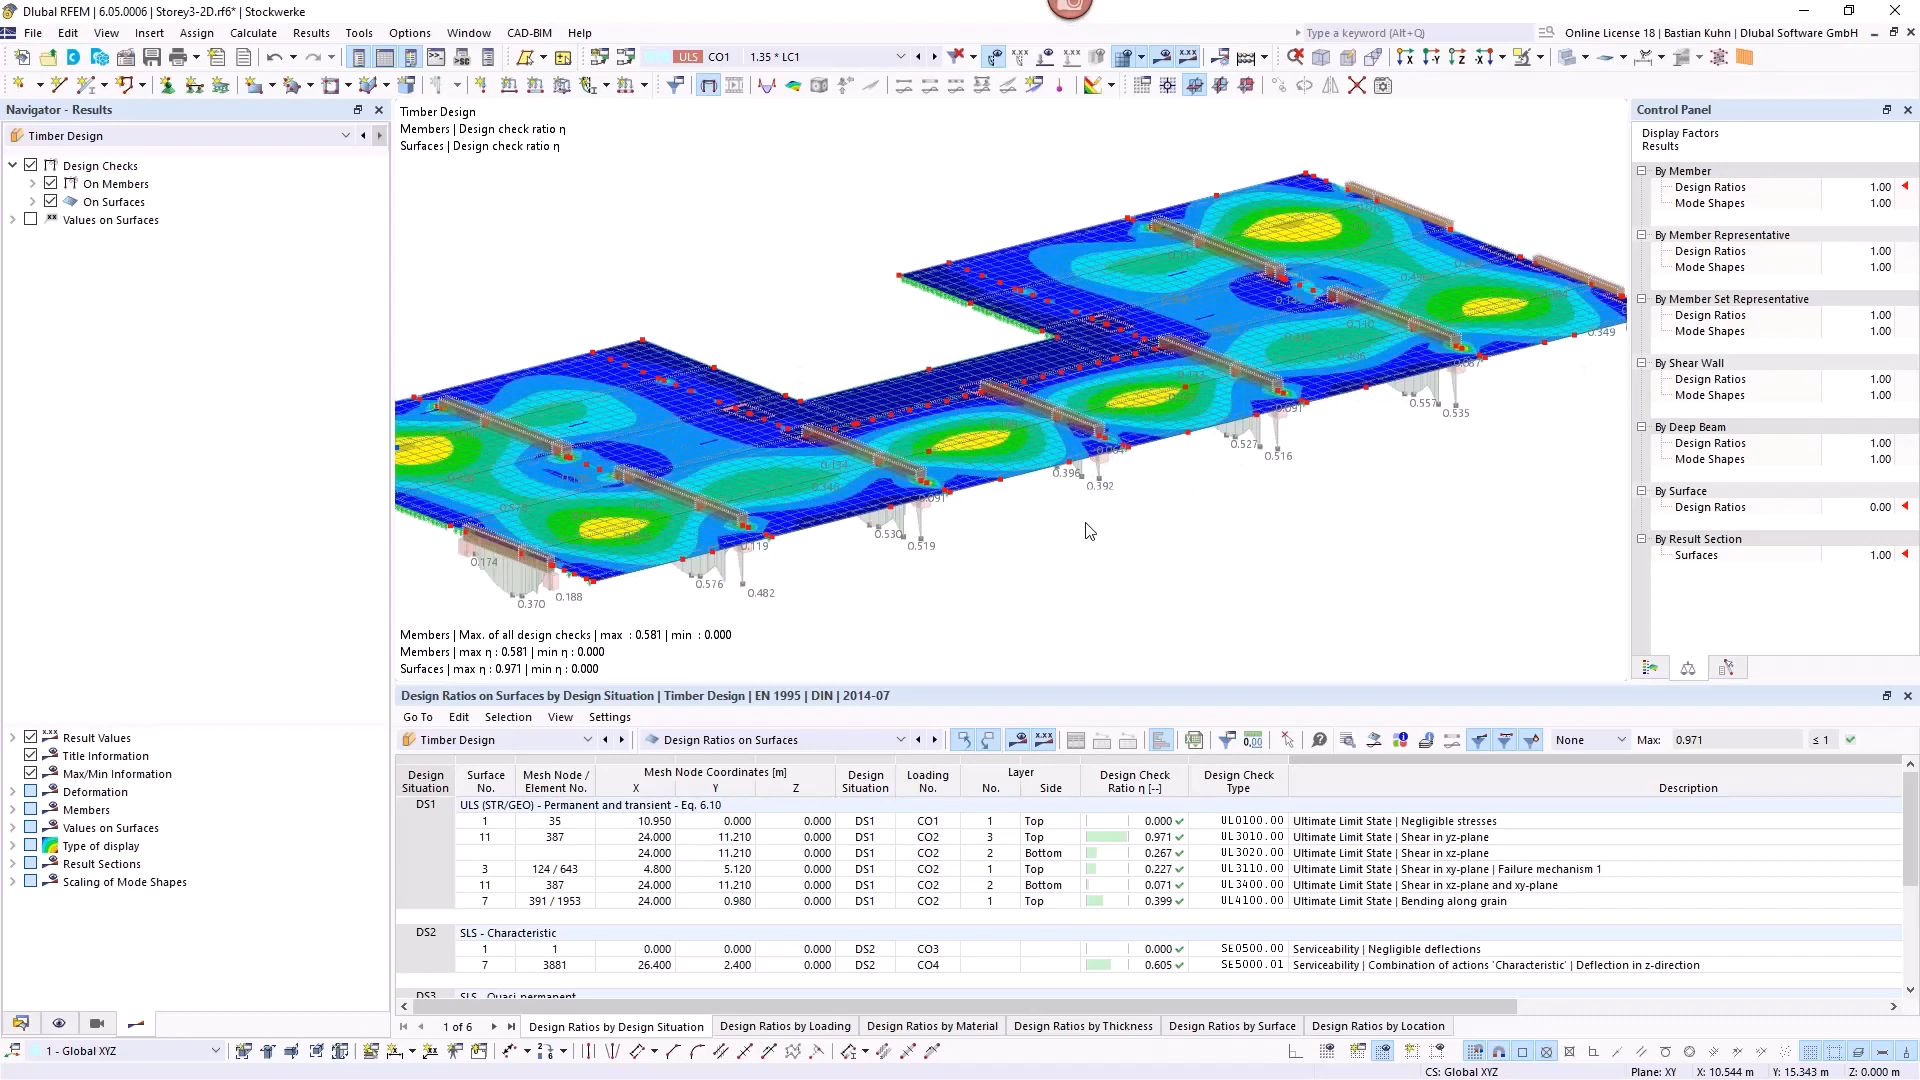 Dlubal RFEM | 6.05.0006 | Storey3-2D.rf6* | Stockwerke
File Edit View Insert Assign Calculate Results Tools Options Window CAD-BIM Help
Type a keyword (Alt+Q)
Online License 18 | Bastian Kuhn | Dlubal Software GmbH
ULS CO1 1.35 * LC1
Navigator - Results
Timber Design
Design Checks
On Members
On Surfaces
Values on Surfaces
Result Values
Title Information
Max/Min Information
Deformation
Members
Values on Surfaces
Type of display
Result Sections
Scaling of Mode Shapes
Timber Design
Members | Design check ratio η
Surfaces | Design check ratio η
0.349
0.557
0.535
0.527
0.516
0.396
0.392
0.530
0.519
0.119
0.576
0.482
0.174
0.188
0.370
Members | Max. of all design checks | max : 0.581 | min : 0.000
Members | max η : 0.581 | min η : 0.000
Surfaces | max η : 0.971 | min η : 0.000
Control Panel
Display Factors
Results
By Member
Design Ratios 1.00
Mode Shapes 1.00
By Member Representative
Design Ratios 1.00
Mode Shapes 1.00
By Member Set Representative
Design Ratios 1.00
Mode Shapes 1.00
By Shear Wall
Design Ratios 1.00
Mode Shapes 1.00
By Deep Beam
Design Ratios 1.00
Mode Shapes 1.00
By Surface
Design Ratios 0.00
By Result Section
Surfaces 1.00
Design Ratios on Surfaces by Design Situation | Timber Design | EN 1995 | DIN | 2014-07
Go To Edit Selection View Settings
Timber Design Design Ratios on Surfaces None Max: 0.971 ≤ 1
Design Situation Surface No. Mesh Node / Element No. Mesh Node Coordinates [m] X Y Z Design Situation Loading No. Layer No. Side Design Check Ratio η [--] Design Check Type Description
DS1 ULS (STR/GEO) - Permanent and transient - Eq. 6.10
1 35 10.950 0.000 0.000 DS1 CO1 1 Top 0.000 UL0100.00 Ultimate Limit State | Negligible stresses
11 387 24.000 11.210 0.000 DS1 CO2 3 Top 0.971 UL3010.00 Ultimate Limit State | Shear in yz-plane
24.000 11.210 0.000 DS1 CO2 2 Bottom 0.267 UL3020.00 Ultimate Limit State | Shear in xz-plane
3 124 / 643 4.800 5.120 0.000 DS1 CO2 1 Top 0.227 UL3110.00 Ultimate Limit State | Shear in xy-plane | Failure mechanism 1
11 387 24.000 11.210 0.000 DS1 CO2 2 Bottom 0.071 UL3400.00 Ultimate Limit State | Shear in xz-plane and xy-plane
7 391 / 1953 24.000 0.980 0.000 DS1 CO2 1 Top 0.399 UL4100.00 Ultimate Limit State | Bending along grain
DS2 SLS - Characteristic
1 1 0.000 0.000 0.000 DS2 CO3 0.000 SE0500.00 Serviceability | Negligible deflections
7 3881 26.400 2.400 0.000 DS2 CO4 0.605 SE5000.01 Serviceability | Combination of actions 'Characteristic' | Deflection in z-direction
DS3 SLS - Quasi-permanent
1 of 6 Design Ratios by Design Situation Design Ratios by Loading Design Ratios by Material Design Ratios by Thickness Design Ratios by Surface Design Ratios by Location
1 - Global XYZ
CS: Global XYZ Plane: XY X: 10.544 m Y: 15.343 m Z: 0.000 m